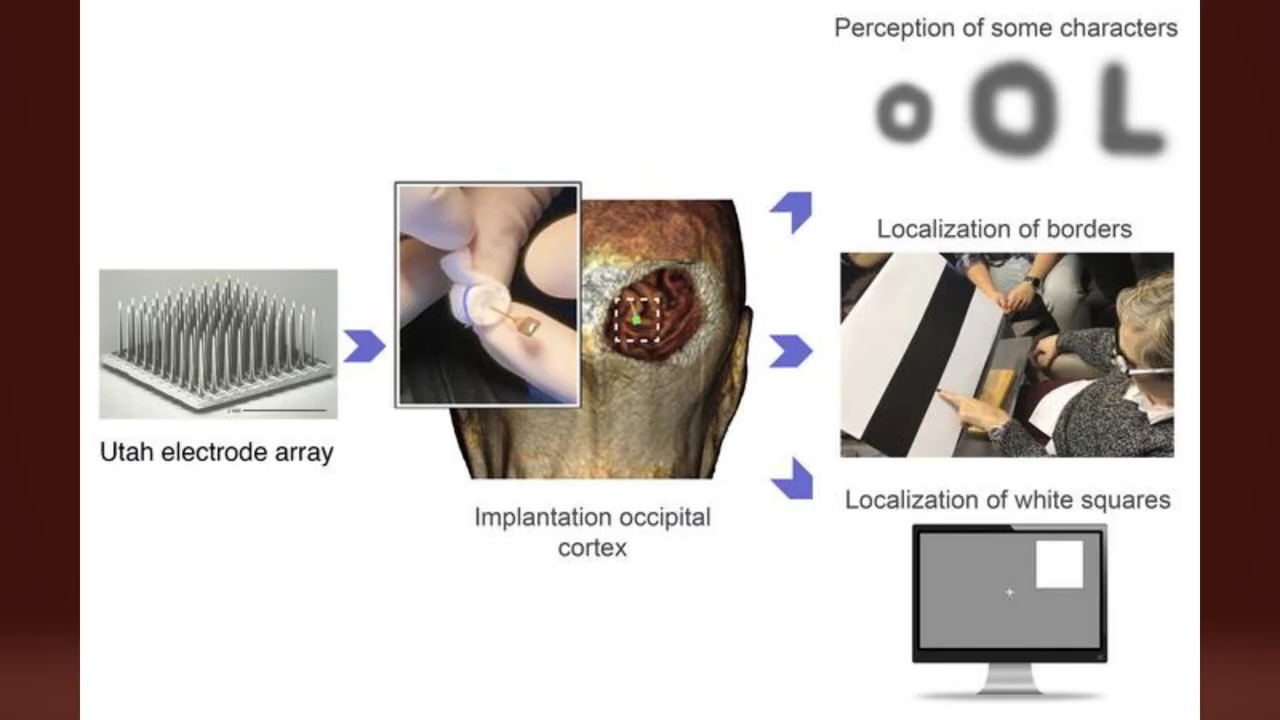 Perception of some characters
o O L
Localization of borders
Utah electrode array
Implantation occipital
cortex
Localization of white squares